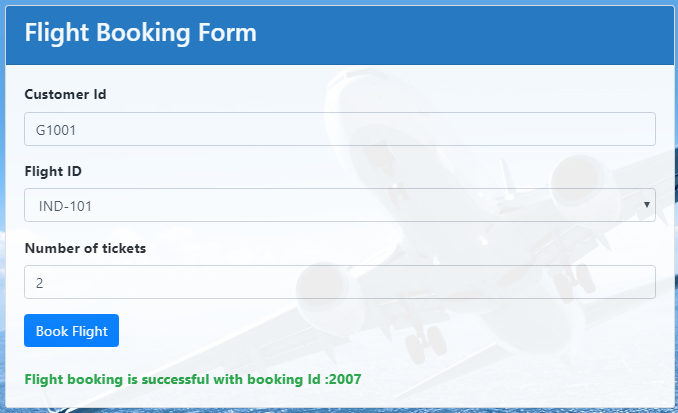 Flight Booking Form
Customer Id
G1001
Flight ID
IND-101
Number of tickets
2
Book Flight
Flight booking is successful with booking Id :2007